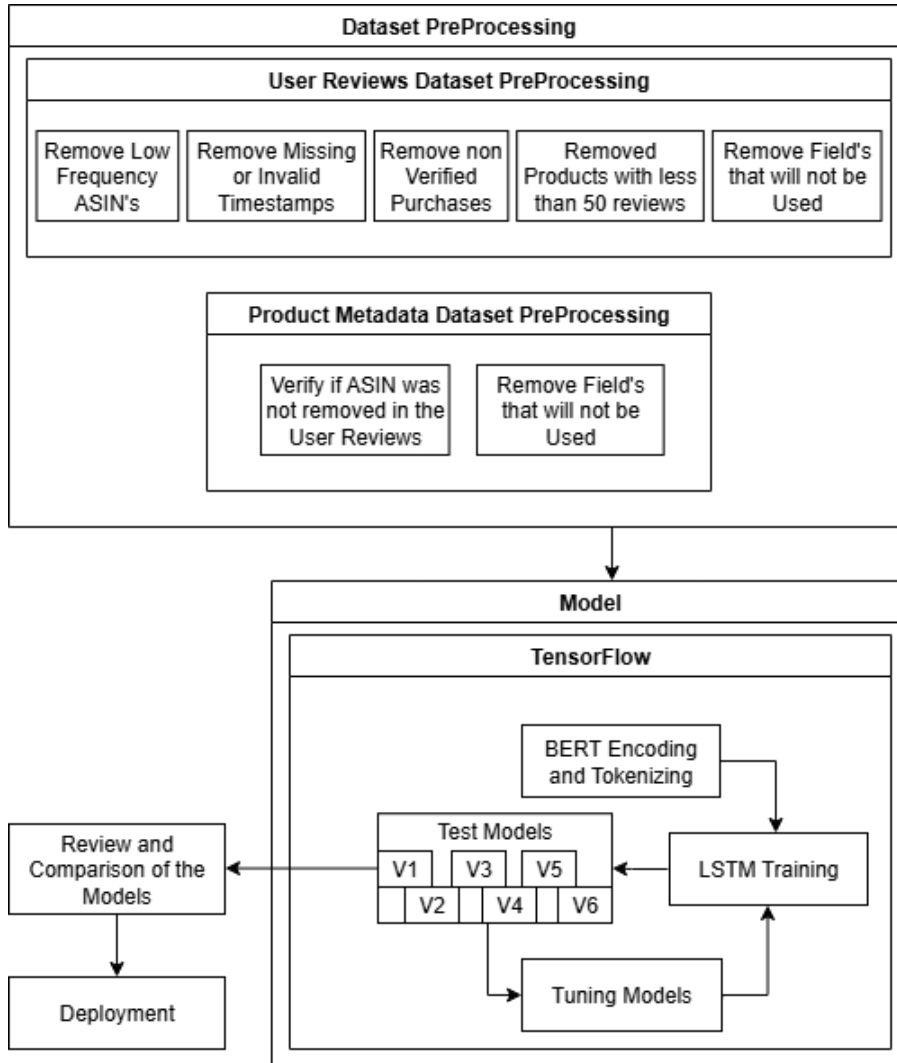 Dataset PreProcessing
User Reviews Dataset PreProcessing
Remove Low
Frequency
ASIN's
Remove Missing
or Invalid
Timestamps
Remove non
Verified
Purchases
Removed
Products with less
than 50 reviews
Remove Field's
that will not be
Used
Product Metadata Dataset PreProcessing
Verify if ASIN was
not removed in the
User Reviews
Remove Field's
that will not be
Used
Model
TensorFlow
BERT Encoding
and Tokenizing
Test Models
V1
V3
V5
V2
V4
V6
LSTM Training
Tuning Models
Review and
Comparison of the
Models
Deployment